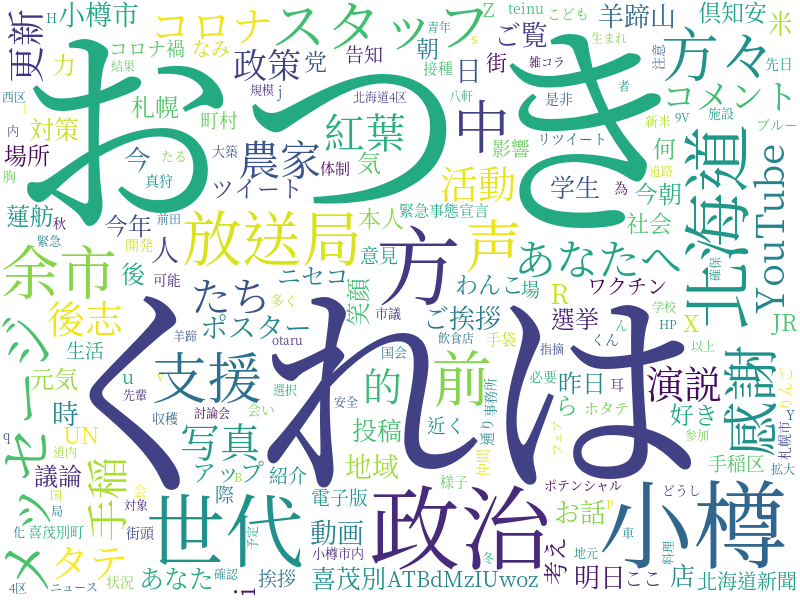 小樽市
コロナ
スタッフ
Z
teinu
こども
羊蹄山
倶知安
米
更新
H
青年
s
生まれ
コロナ禍
なみ
朝
告知
ご覧
方々
力
結果
政策
党
接種
日
街
雑コラ
注意
先日
西区
札幌
町村
規模
j
北海道4区
八軒
是非
者
コメント
おつき
内
対策
たる
大築
紅葉
中
影響
リツイート
新米
9V
施設
ブルー
場所
今
真狩
農家
体制
気
何
道路
胸
ツイート
活動
学生
為
今朝
北海道
YouTube
蓮舫
秋
今年
前田
放送局
本人
緊急事態宣言
声
社会
緊急
開発
人
意見
方
あなたへ
確保
余市
後
可能
ニセコ
わんこ
場
ワクチン
たち
笑顔
R
学校
後志
多く
ポスター
市議
ご挨拶
選挙
X
HP
JR
メッセージ
生活
羊蹄
otaru
くれは
国会
飲食店
手袋
ん
くん
以上
元気
u
先輩
支援
選択
安全
的
前
指摘
昨日
必要
耳
演説
感謝
時
収穫
討論会
会い
事務所
通り
ら
ホタテ
好き
りんご
q
UN
写真
投稿
近く
参加
Y
議論
手稲
アップ
紹介
地域
仲間
フェア
手稲区
札幌市
道内
B
際
様子
ポテンシャル
どうし
拡大
国
会
対象
世代
電子版
政治
P
お話
小樽
タテ
局
化
喜茂別町
街頭
予定
動画
小樽市内
冬
地元
車
考え
料理
4区
ニュース
状況
あなた
確認
挨拶
i
喜茂別
ATBdMzIUwoz
明日
ここ
店
北海道新聞